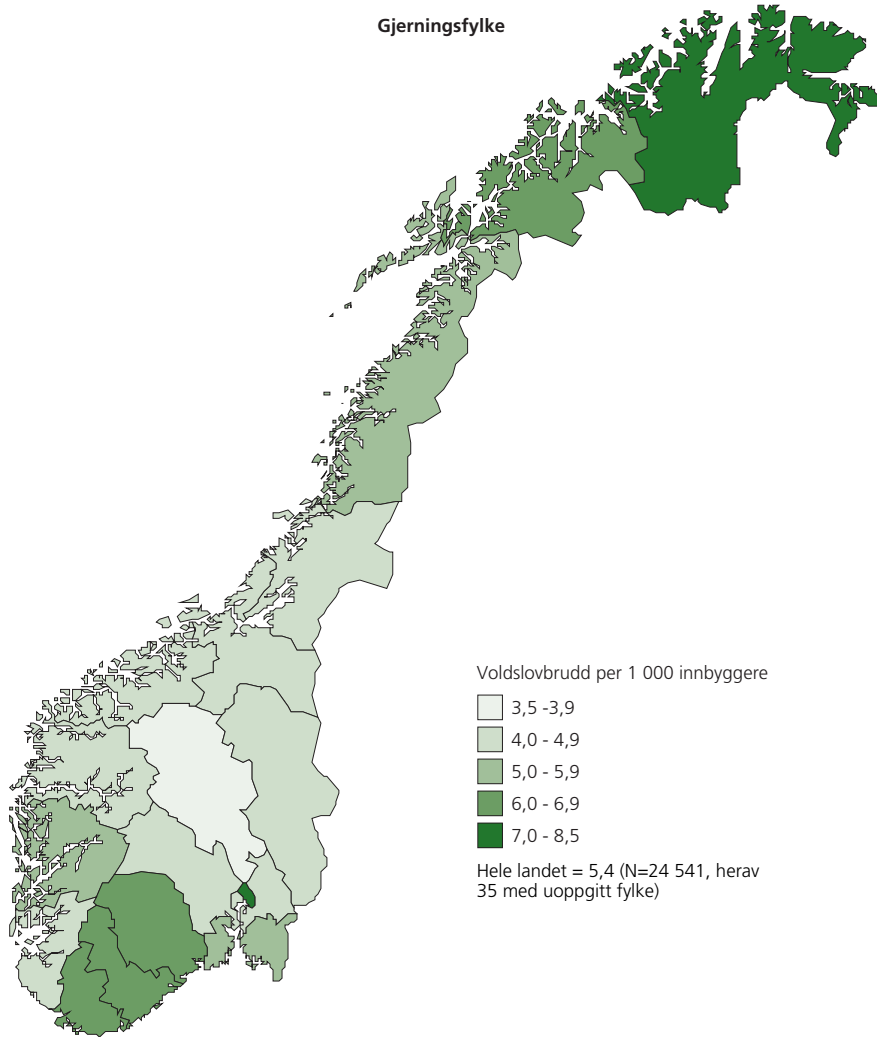 Gjerningsfylke
Voldslovbrudd per 1 000 innbyggere
3,5 -3,9
4,0 - 4,9
5,0 - 5,9
6,0 - 6,9
7,0 - 8,5
Hele landet = 5,4 (N=24 541, herav
35 med uoppgitt fylke)